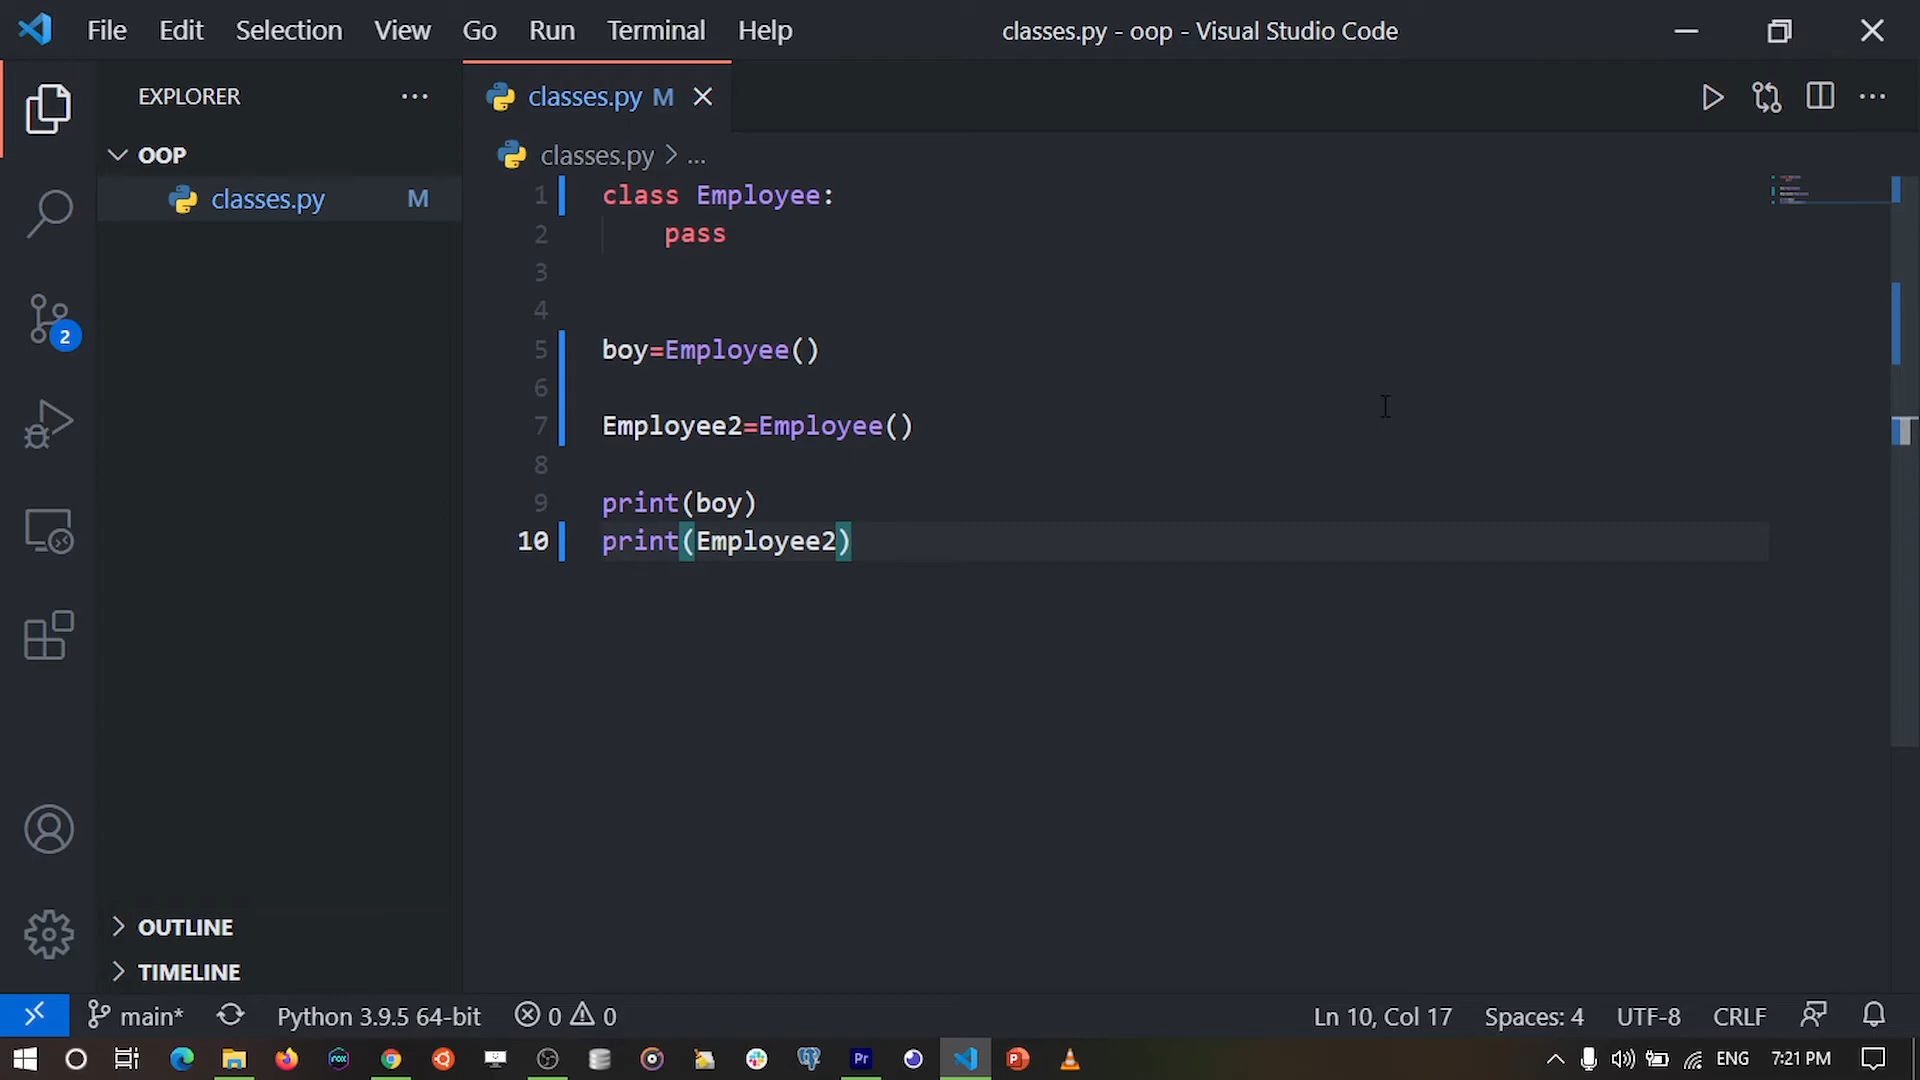 File Edit Selection View Go Run Terminal Help classes.py - oop - Visual Studio Code
EXPLORER ··· classes.py M
OOP classes.py > ...
classes.py M
1 class Employee:
2     pass
3
4
5 boy=Employee()
6
7 Employee2=Employee()
8
9 print(boy)
10 print(Employee2)
2
OUTLINE
TIMELINE
main* Python 3.9.5 64-bit 0 0 Ln 10, Col 17 Spaces: 4 UTF-8 CRLF
Pr ENG 7:21 PM